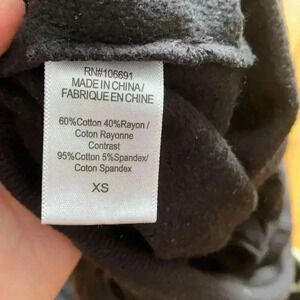 RN#106691
MADE IN CHINA/
FABRIQUE EN CHINE
60%Cotton 40%Rayon/
Coton Rayonne
Contrast
95%Cotton 5%Spandex/
Coton Spandex
XS